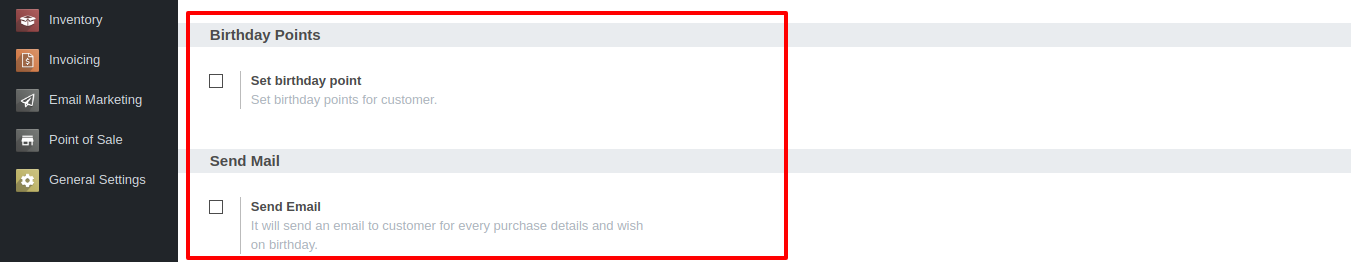 Inventory
Invoicing
Email Marketing
Point of Sale
General Settings
Birthday Points
Set birthday point
Set birthday points for customer.
Send Mail
Send Email
It will send an email to customer for every purchase details and wish
on birthday.